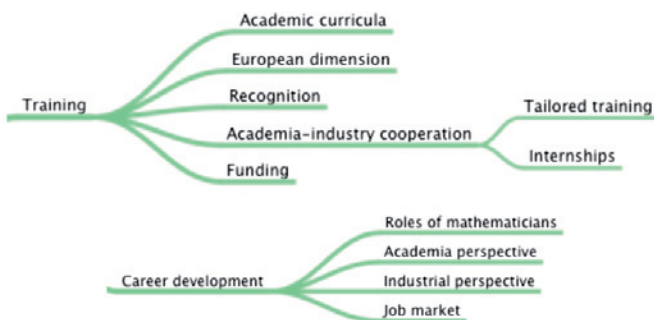 Training
Academic curricula
European dimension
Recognition
Academia-industry cooperation
Funding
Tailored training
Internships
Career development
Roles of mathematicians
Academia perspective
Industrial perspective
Job market